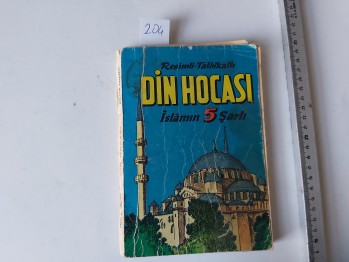 204
Resimli-Tatbikatlı
DİN HOCASI
İslâmın 5 Şartı